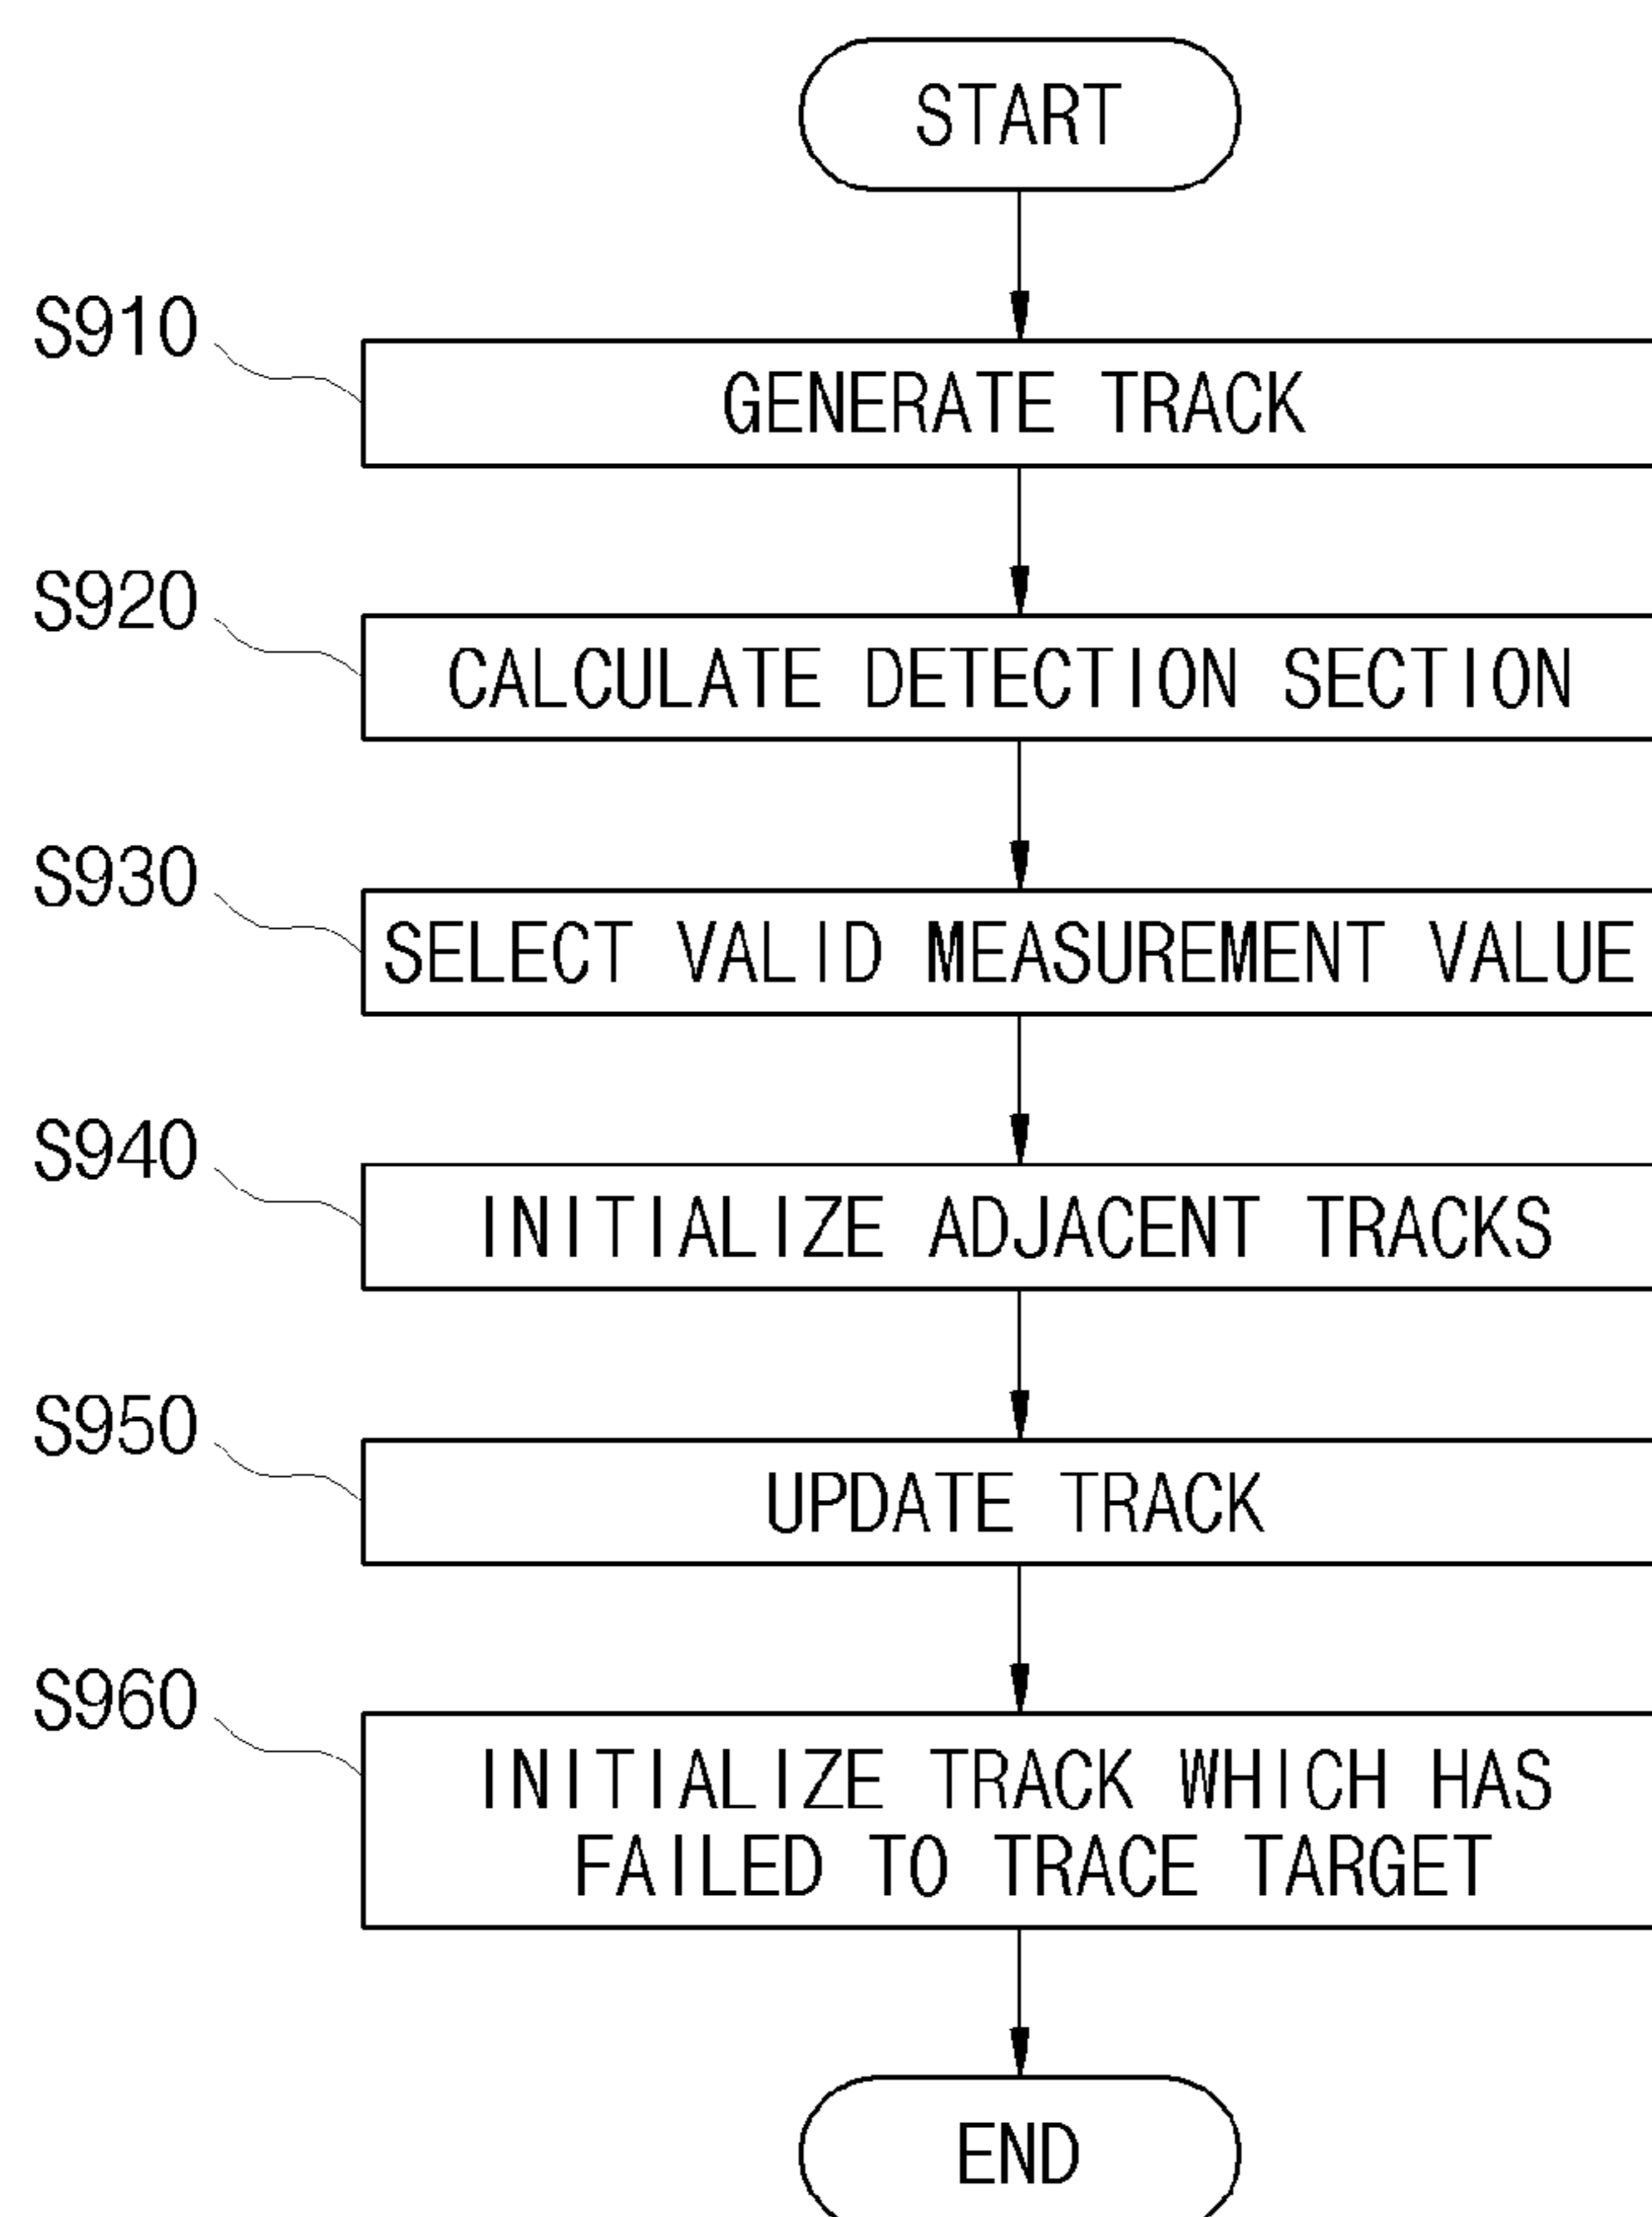 START
S910
GENERATE TRACK
S920
CALCULATE DETECTION SECTION
S930
SELECT VALID MEASUREMENT VALUE
S940
INITIALIZE ADJACENT TRACKS
S950
UPDATE TRACK
S960
INITIALIZE TRACK WHICH HAS
FAILED TO TRACE TARGET
END